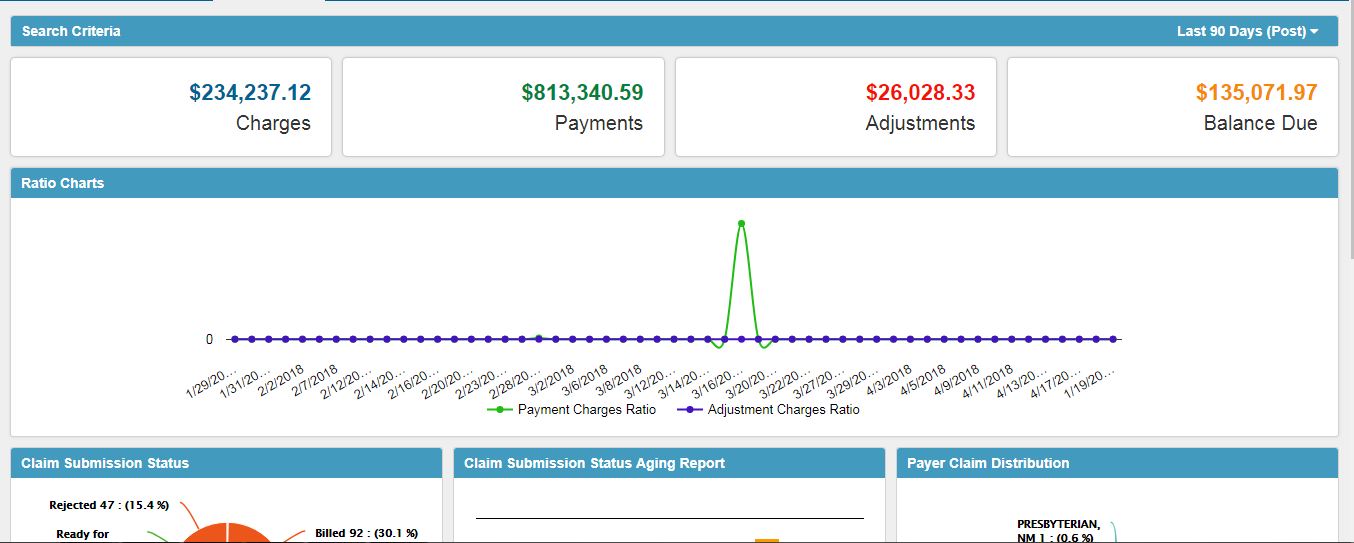 Search Criteria
Last 90 Days (Post)
$234,237.12
Charges
$813,340.59
Payments
$26,028.33
Adjustments
$135,071.97
Balance Due
Ratio Charts
0
1/29/20...
1/31/20...
2/2/2018
2/7/2018
2/12/20...
2/14/20...
2/16/20...
2/20/20...
2/23/20...
2/28/20...
3/2/2018
3/6/2018
3/8/2018
3/12/20...
3/14/20...
3/16/20...
3/20/20...
3/22/20...
3/27/20...
3/29/20...
4/3/2018
4/5/2018
4/9/2018
4/11/2018
4/13/20...
4/17/20...
1/19/20...
Payment Charges Ratio
Adjustment Charges Ratio
Claim Submission Status
Rejected 47 : (15.4 %)
Ready for
Billed 92 : (30.1 %)
Claim Submission Status Aging Report
Payer Claim Distribution
PRESBYTERIAN,
NM 1 : (0.6 %)